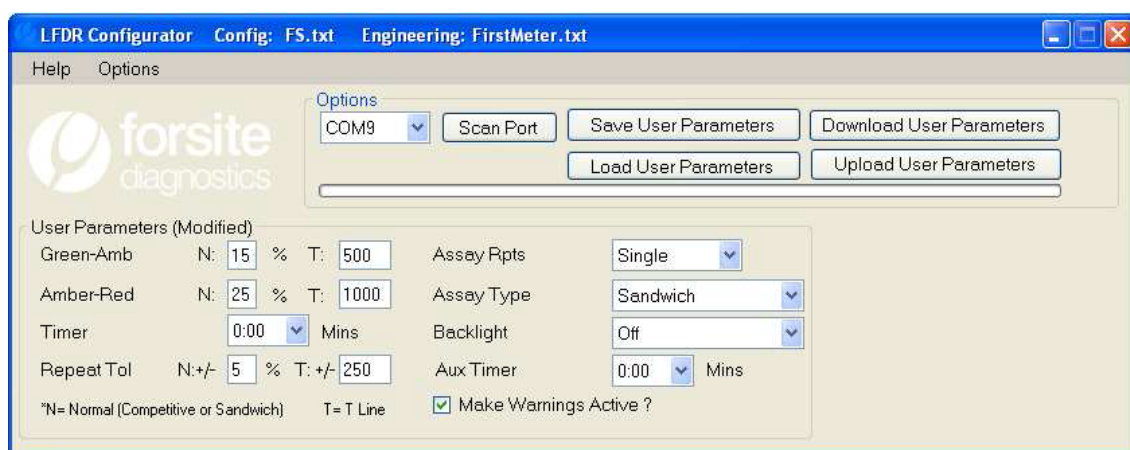 LFDR Configurator Config: FS.txt Engineering: FirstMeter.txt
Help Options
forsite
diagnostics
Options
COM9 Scan Port Save User Parameters Download User Parameters
Load User Parameters Upload User Parameters
User Parameters (Modified)
Green-Amb N: 15 % T: 500 Assay Rpts Single
Amber-Red N: 25 % T: 1000 Assay Type Sandwich
Timer 0:00 Mins Backlight Off
Repeat Tol N:+/- 5 % T: +/- 250 Aux Timer 0:00 Mins
*N= Normal (Competitive or Sandwich) T= T Line Make Warnings Active ?